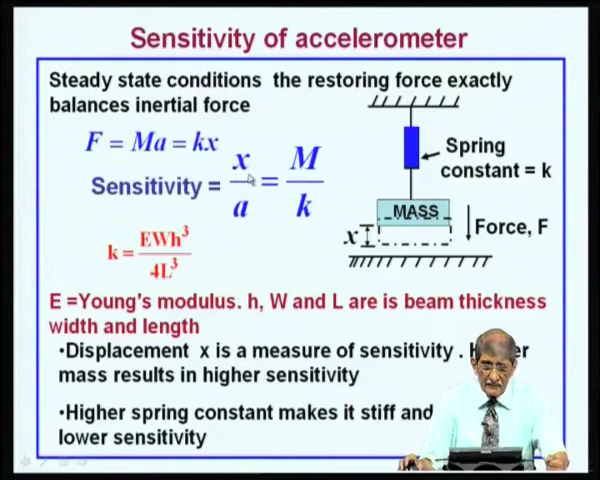 Sensitivity of accelerometer
Steady state conditions the restoring force exactly
balances inertial force
F = Ma = kx
Sensitivity = x/a = M/k
k = EWh³/4L³
Spring
constant = k
MASS
Force, F
x
E =Young's modulus. h, W and L are is beam thickness
width and length
•Displacement x is a measure of sensitivity .
mass results in higher sensitivity
•Higher spring constant makes it stiff and
lower sensitivity